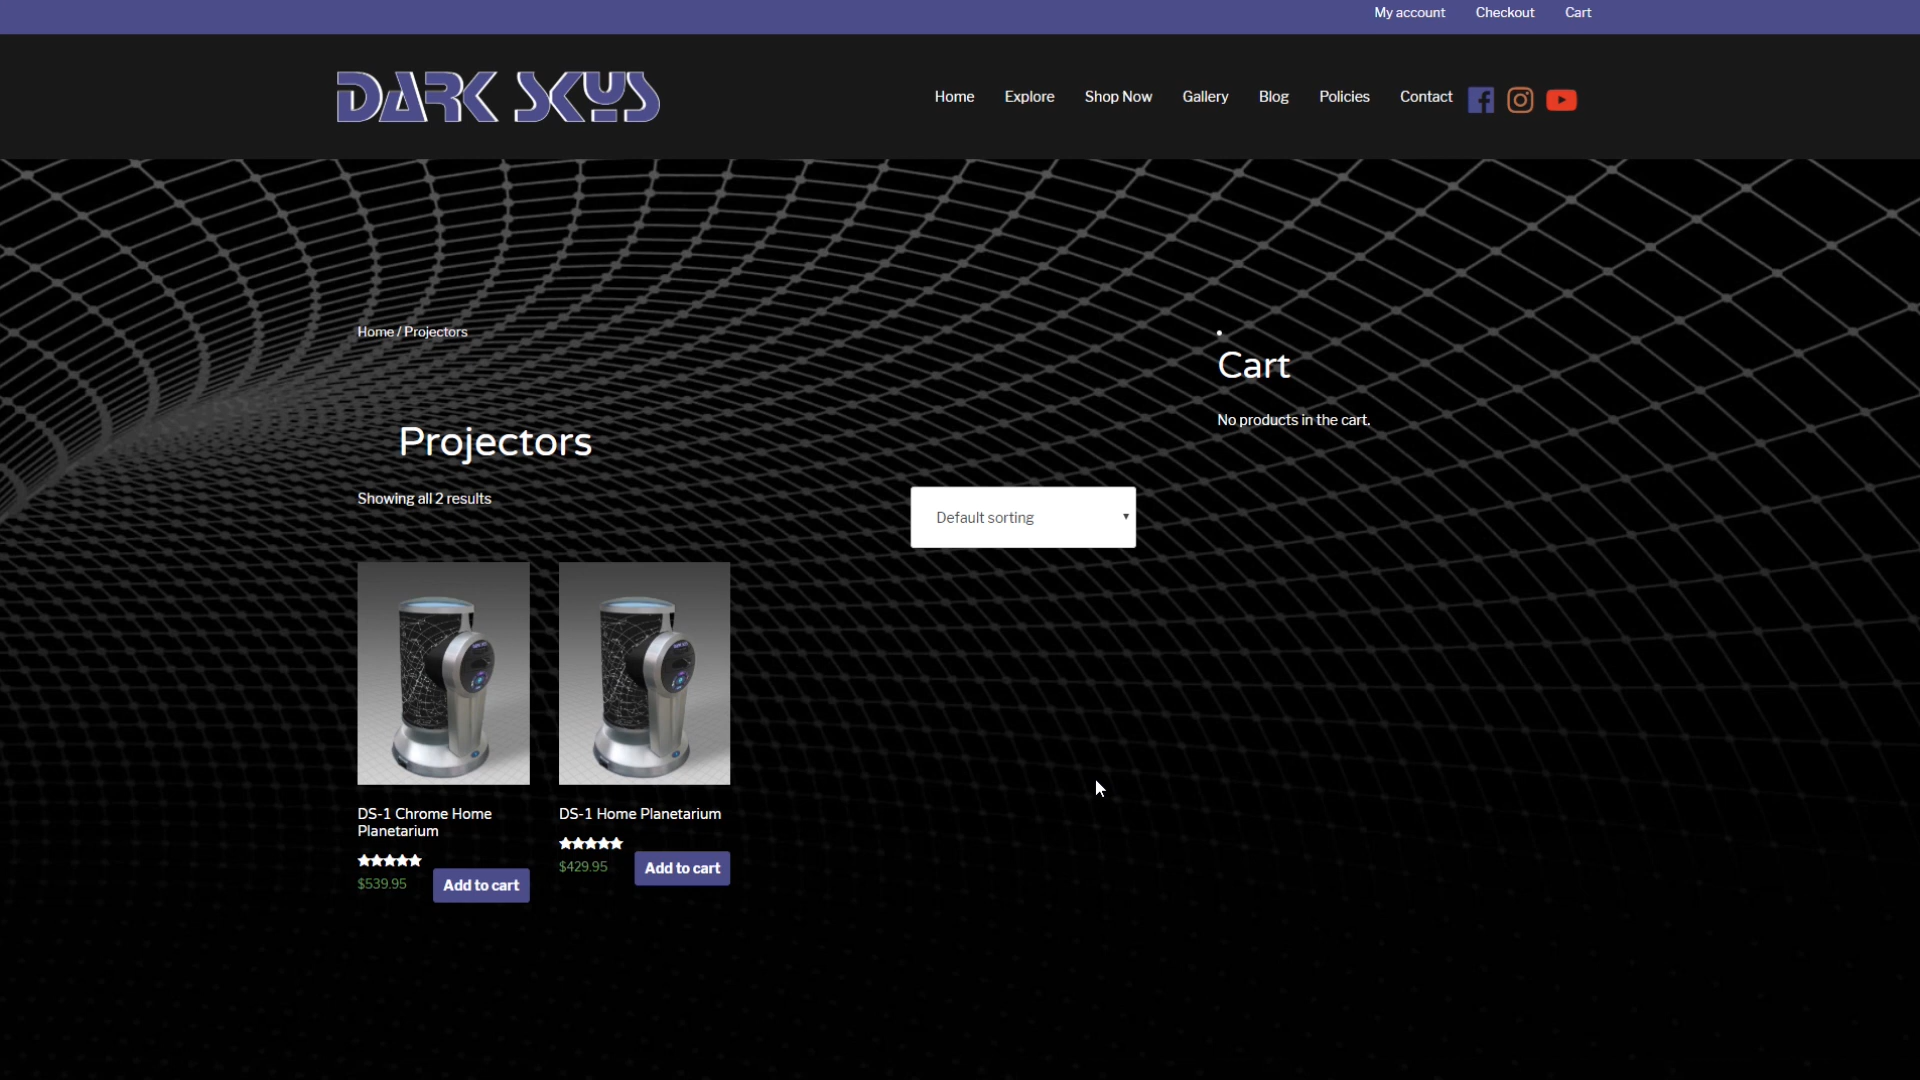 My account Checkout Cart
DARK SKYS
Home Explore Shop Now Gallery Blog Policies Contact
Home / Projectors
Cart
No products in the cart.
Projectors
Showing all 2 results
Default sorting
DS-1 Chrome Home
Planetarium
$539.95
Add to cart
DS-1 Home Planetarium
$429.95
Add to cart